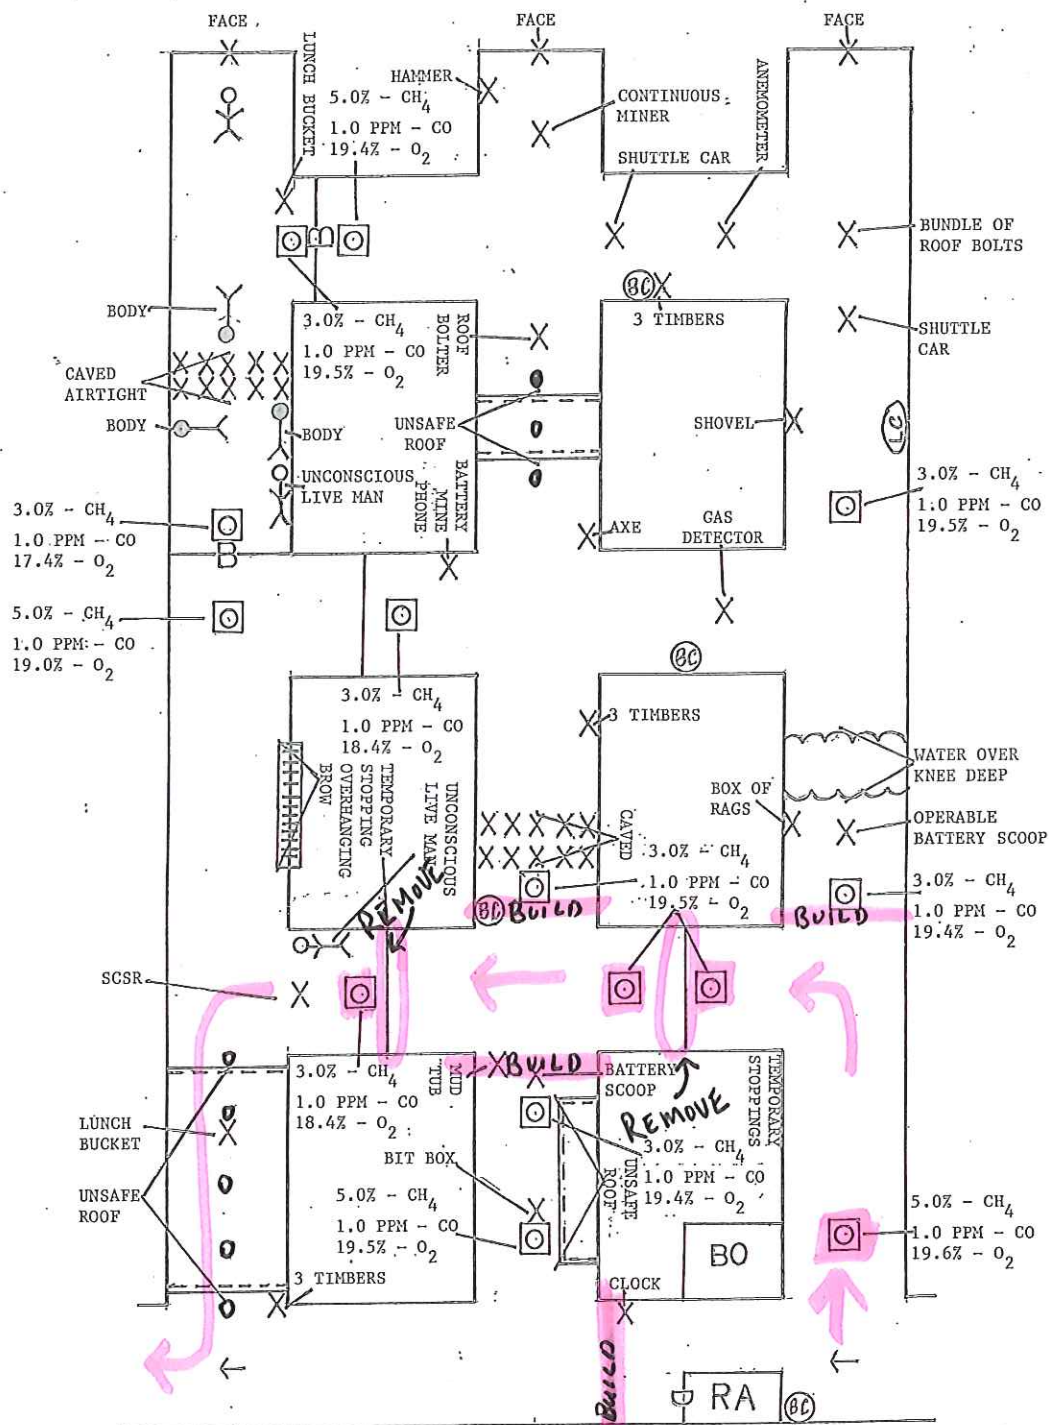 FACE
FACE
FACE
LUNCH BUCKET
HAMMER
5.0% - CH4
1.0 PPM - CO
19.4% - O2
CONTINUOUS
MINER
ANEMOMETER
SHUTTLE CAR
BUNDLE OF
ROOF BOLTS
B
BODY
BC
3 TIMBERS
3.0% - CH4
1.0 PPM - CO
19.5% - O2
ROOF
BOLTER
SHUTTLE
CAR
CAVED
AIRTIGHT
BODY
BODY
UNSAFE
ROOF
SHOVEL
LC
UNCONSCIOUS
LIVE MAN
BATTERY
MINE
PHONE
3.0% - CH4
1.0 PPM - CO
17.4% - O2
B
AXE
GAS
DETECTOR
3.0% - CH4
1.0 PPM - CO
19.5% - O2
5.0% - CH4
1.0 PPM - CO
19.0% - O2
BC
3.0% - CH4
1.0 PPM - CO
18.4% - O2
3 TIMBERS
UNCONSCIOUS
LIVE MAN
TEMPORARY
STOPPING
OVERHANGING
BROW
WATER OVER
KNEE DEEP
BOX OF
RAGS
OPERABLE
BATTERY SCOOP
CAVED
3.0% - CH4
1.0 PPM - CO
19.5% - O2
3.0% - CH4
1.0 PPM - CO
19.4% - O2
REMOVE
BC BUILD
BUILD
SCSR
3.0% - CH4
1.0 PPM - CO
18.4% - O2
MUD
TUB
BUILD
BATTERY
SCOOP
TEMPORARY
STOPPINGS
REMOVE
LUNCH
BUCKET
3.0% - CH4
1.0 PPM - CO
19.4% - O2
BIT BOX
UNSAFE
ROOF
UNSAFE
ROOF
5.0% - CH4
1.0 PPM - CO
19.5% - O2
5.0% - CH4
1.0 PPM - CO
19.6% - O2
BO
3 TIMBERS
CLOCK
BUILD
D
RA
BC